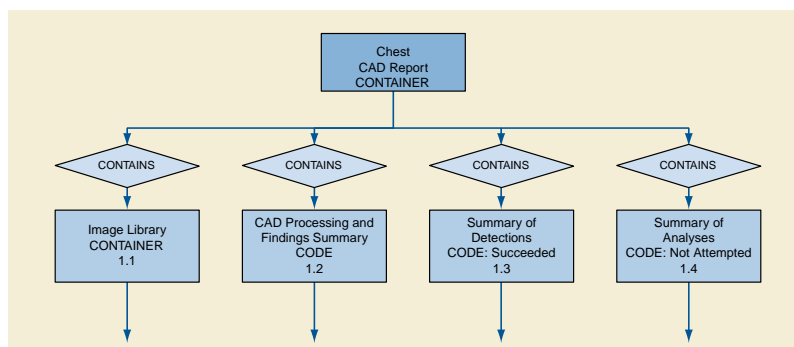 Chest
CAD Report
CONTAINER
CONTAINS
CONTAINS
CONTAINS
CONTAINS
Image Library
CONTAINER
1.1
CAD Processing and
Findings Summary
CODE
1.2
Summary of
Detections
CODE: Succeeded
1.3
Summary of
Analyses
CODE: Not Attempted
1.4